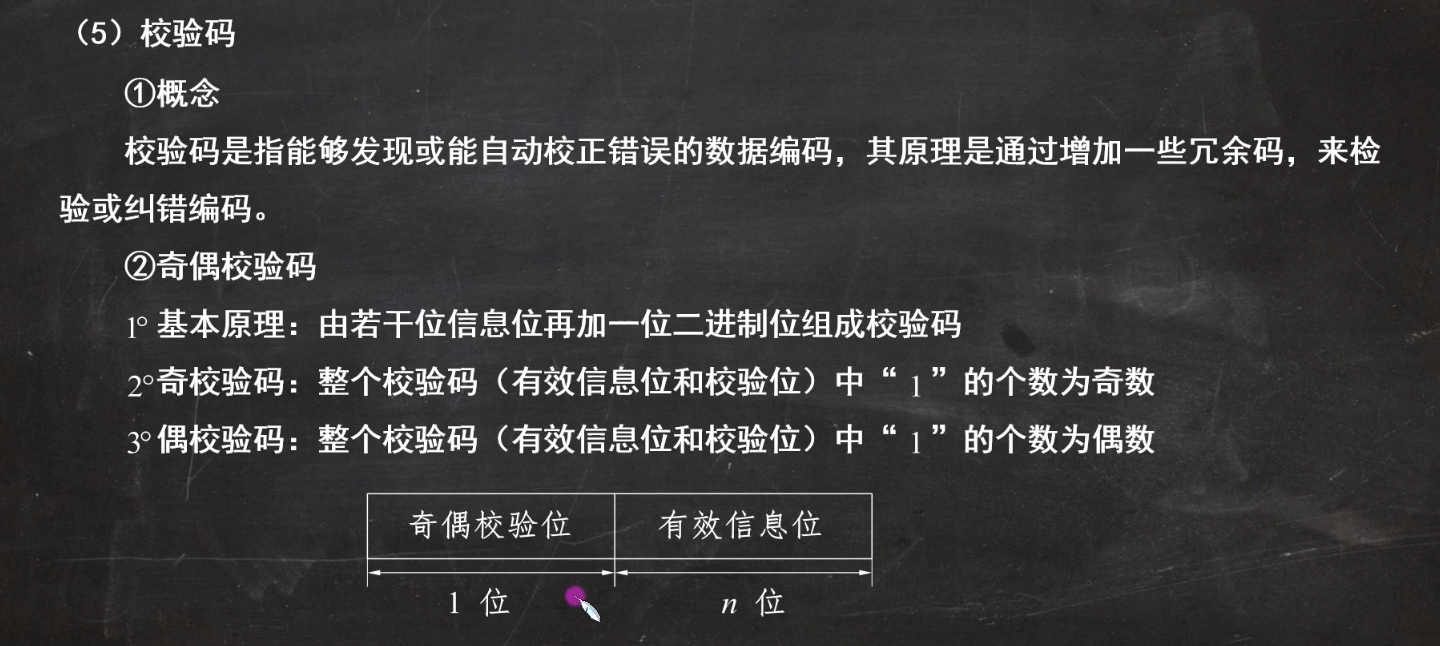 （5）校验码
①概念
校验码是指能够发现或能自动校正错误的数据编码，其原理是通过增加一些冗余码，来检
验或纠错编码。
②奇偶校验码
1° 基本原理：由若干位信息位再加一位二进制位组成校验码
2° 奇校验码：整个校验码（有效信息位和校验位）中“ 1 ”的个数为奇数
3° 偶校验码：整个校验码（有效信息位和校验位）中“ 1 ”的个数为偶数
奇偶校验位 有效信息位
1 位 n 位